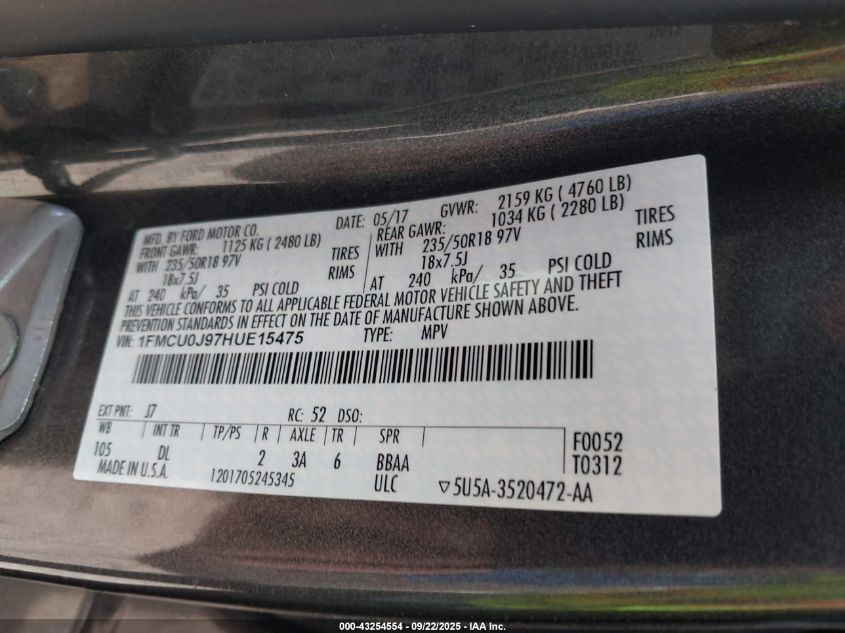 MFD. BY FORD MOTOR CO.
DATE: 05/17 GVWR: 2159 KG ( 4760 LB)
FRONT GAWR: 1125 KG ( 2480 LB)
WITH 235/50R18 97V TIRES
18x7.5J RIMS
AT 240 kPa/ 35 PSI COLD
REAR GAWR: 1034 KG ( 2280 LB)
WITH 235/50R18 97V TIRES
18x7.5J RIMS
AT 240 kPa/ 35 PSI COLD
THIS VEHICLE CONFORMS TO ALL APPLICABLE FEDERAL MOTOR VEHICLE SAFETY AND THEFT
PREVENTION STANDARDS IN EFFECT ON THE DATE OF MANUFACTURE SHOWN ABOVE.
VIN: 1FMCU0J97HUE15475 TYPE: MPV
EXT PNT: J7 RC: 52 DSO:
WB INT TR TP/PS R AXLE TR SPR
105 DL 2 3A 6 BBAA
F0052
T0312
MADE IN U.S.A. 1201705245345 ULC 5U5A-3520472-AA
000-43254554 - 09/22/2025 - IAA Inc.